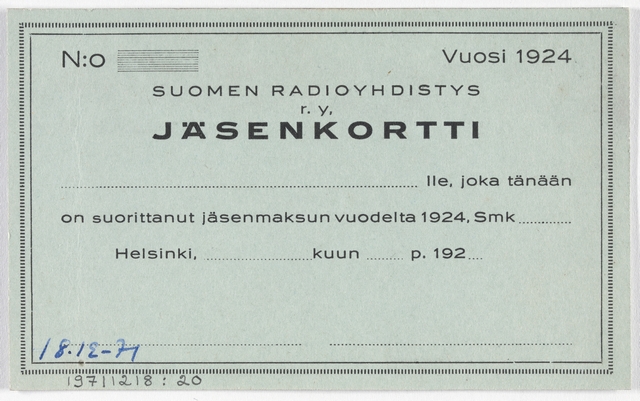 N:o
Vuosi 1924
SUOMEN RADIOYHDISTYS
r. y,
JÄSENKORTTI
lle, joka tänään
on suorittanut jäsenmaksun vuodelta 1924, Smk
Helsinki, kuun p. 192
18.12-71
19711218 : 20